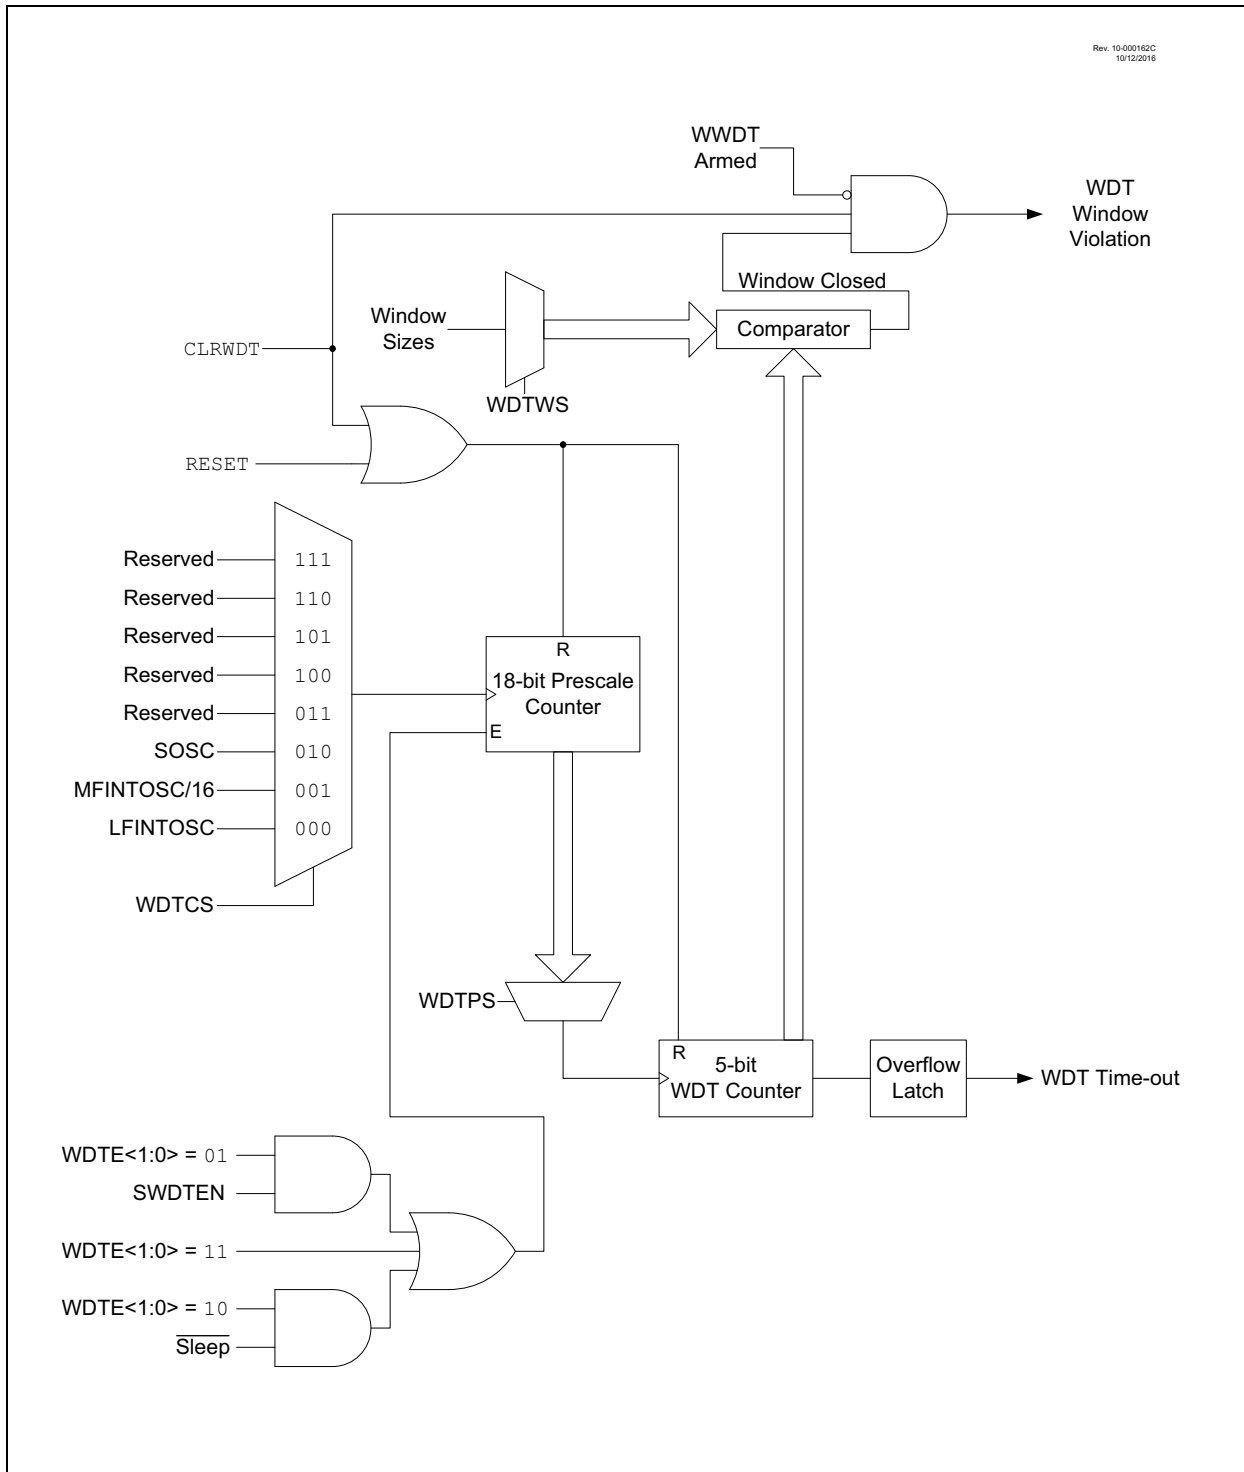 Rev. 10-000162C
10/12/2016
WWDT
Armed
WDT
Window
Violation
Window Closed
Window
Sizes
Comparator
CLRWDT
WDTWS
RESET
Reserved 111
Reserved 110
Reserved 101
Reserved 100
Reserved 011
SOSC 010
MFINTOSC/16 001
LFINTOSC 000
WDTCS
R
18-bit Prescale
Counter
E
WDTPS
R
5-bit
WDT Counter
Overflow
Latch
WDT Time-out
WDTE<1:0> = 01
SWDTEN
WDTE<1:0> = 11
WDTE<1:0> = 10
Sleep